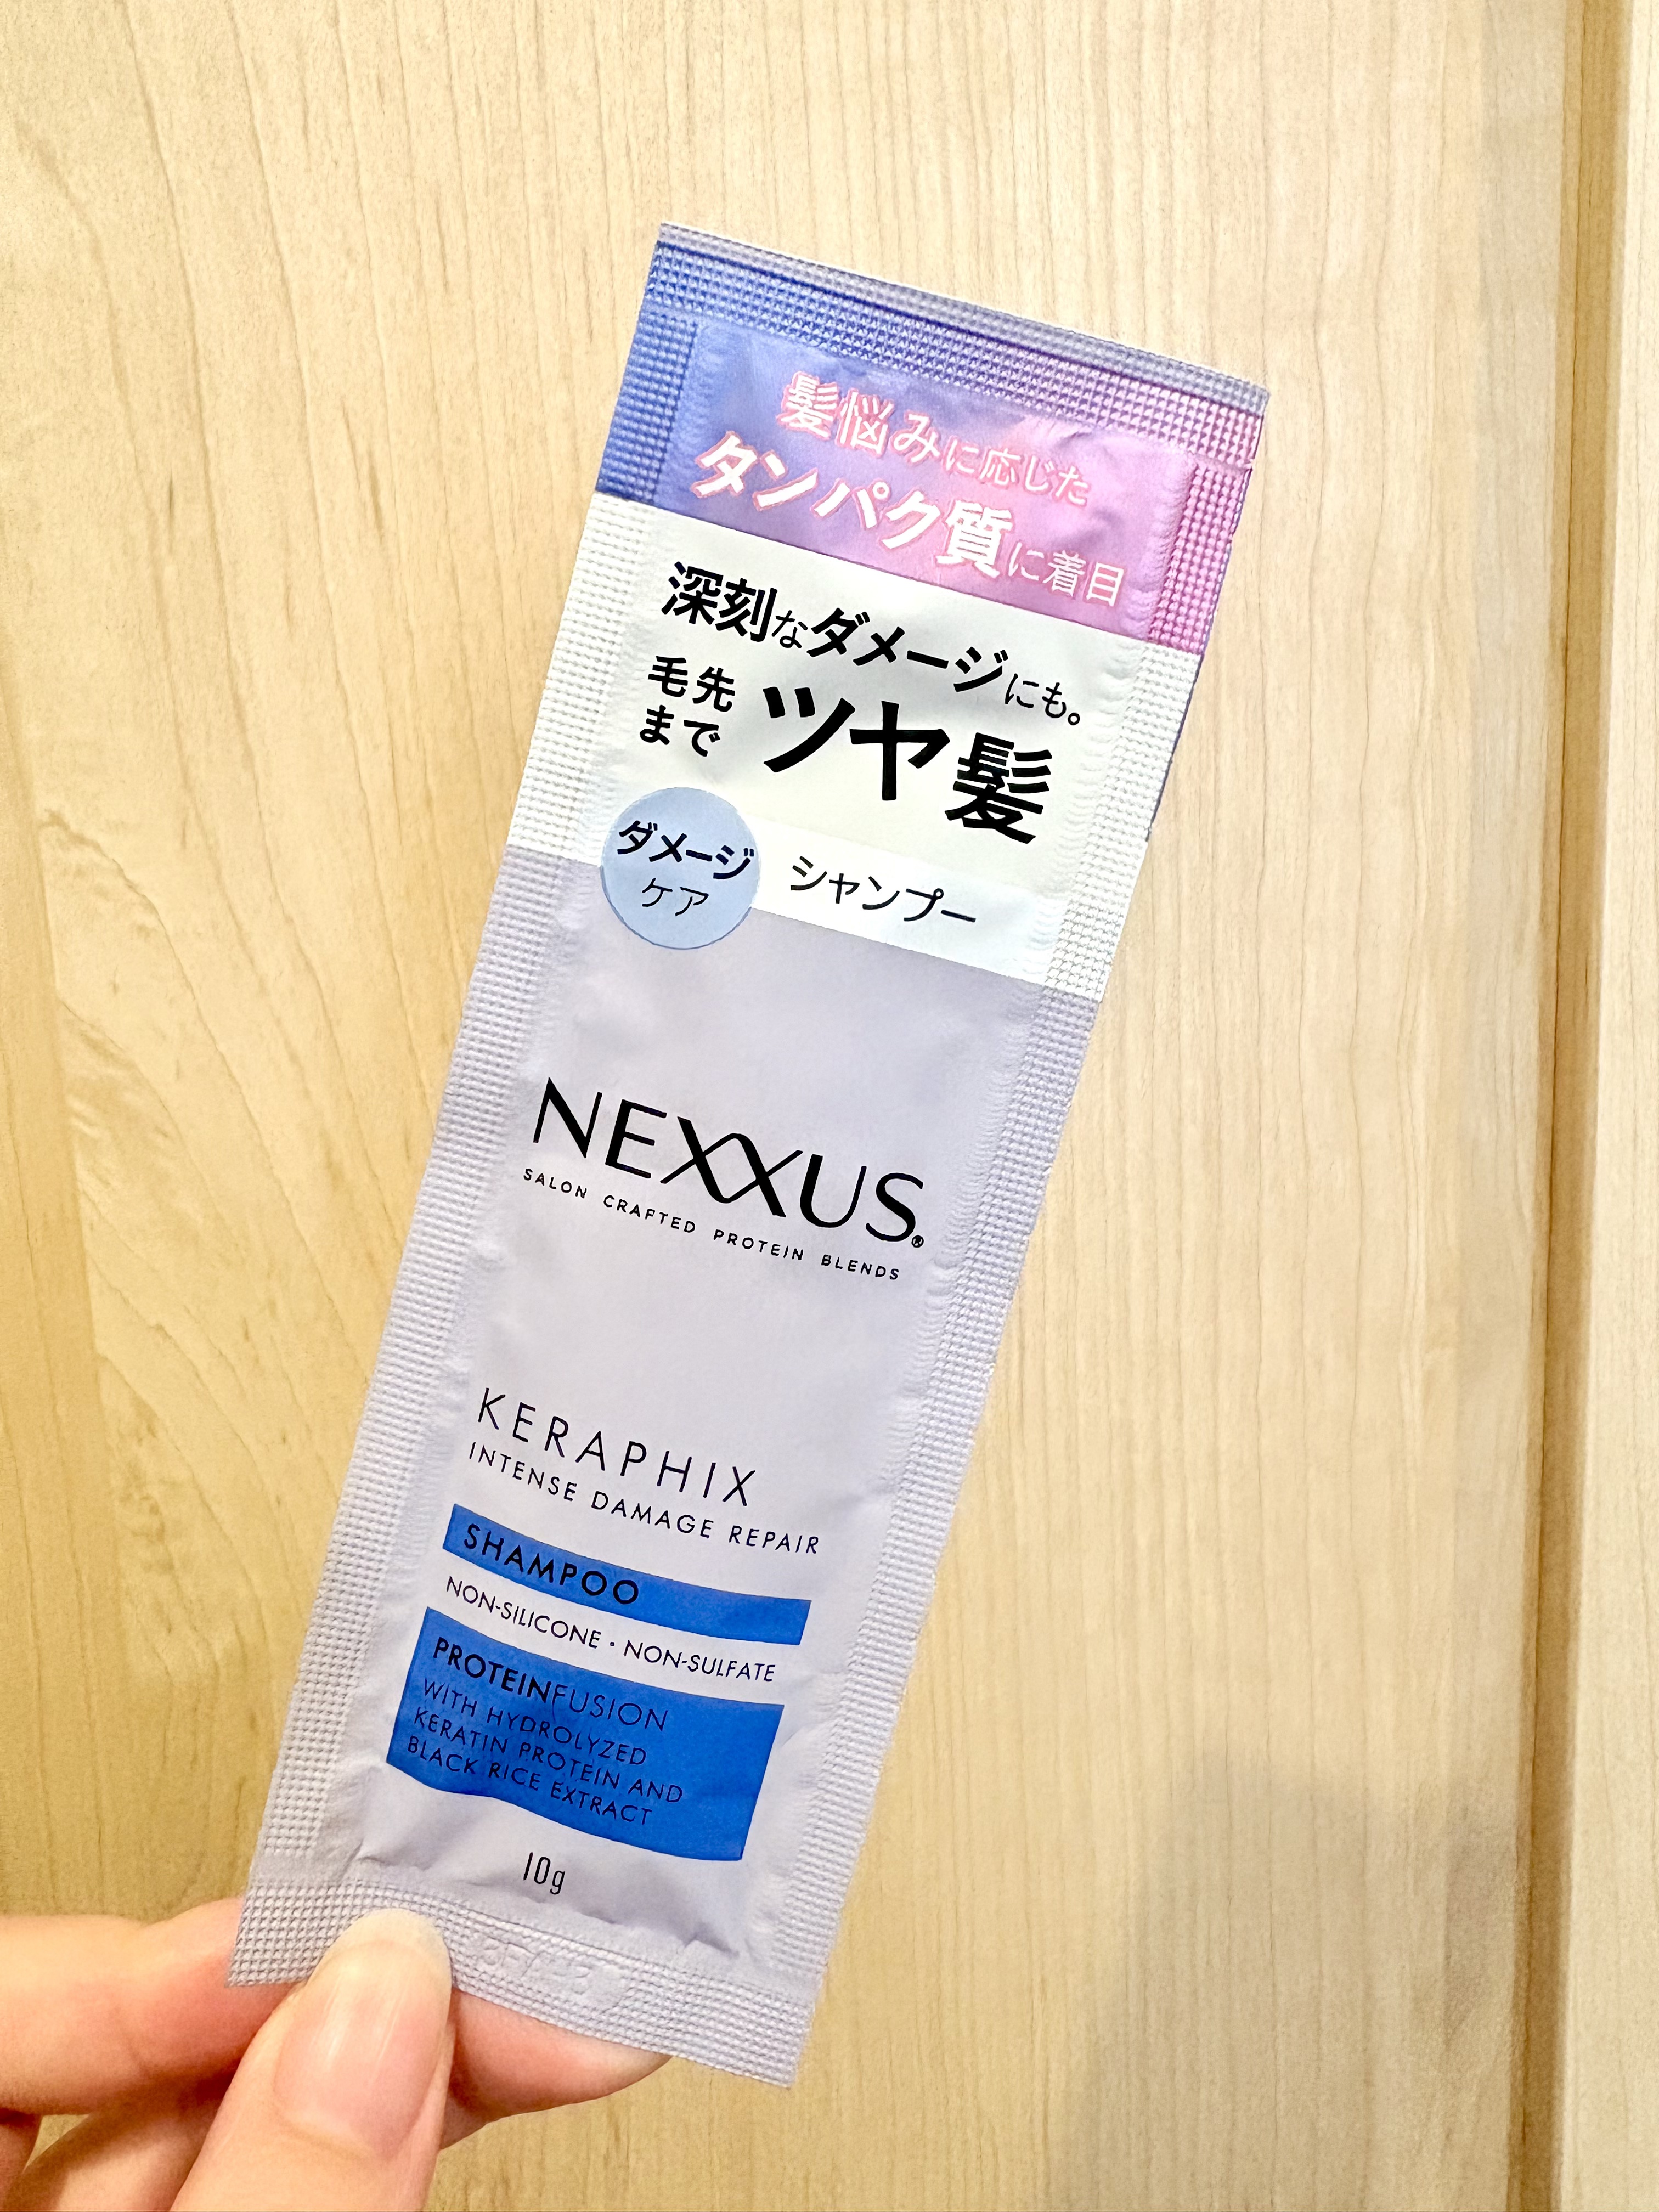 髪悩みに応じた
タンパク質に着目
深刻なダメージにも。
毛先
まで
ツヤ髪
ダメージ
ケア
シャンプー
NEXXUS®
SALON CRAFTED PROTEIN BLENDS
KERAPHIX
INTENSE DAMAGE REPAIR
SHAMPOO
NON-SILICONE・NON-SULFATE
PROTEINFUSION
WITH HYDROLYZED
KERATIN PROTEIN AND
BLACK RICE EXTRACT
10g